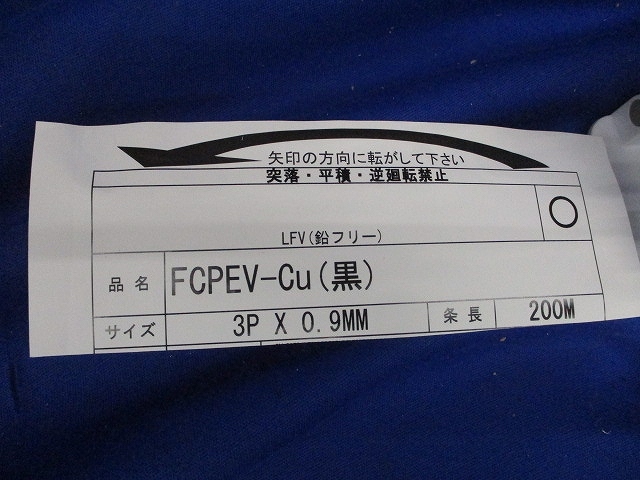 矢印の方向に転がして下さい
突落・平積・逆廻転禁止
LFV(鉛フリー) ○
品名 FCPEV-Cu(黒)
サイズ 3P X 0.9MM 条長 200M